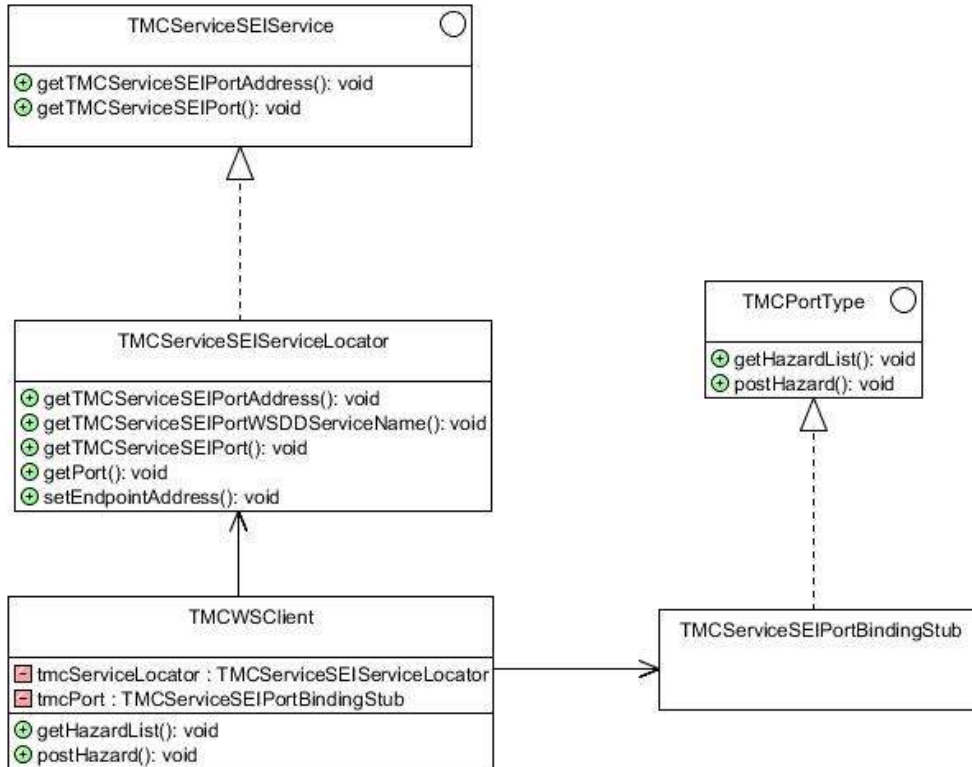 TMCServiceSEIService
getTMCServiceSEIPortAddress(): void
getTMCServiceSEIPort(): void
TMCServiceSEIServiceLocator
getTMCServiceSEIPortAddress(): void
getTMCServiceSEIPortWSDDServiceName(): void
getTMCServiceSEIPort(): void
getPort(): void
setEndpointAddress(): void
TMCPortType
getHazardList(): void
postHazard(): void
TMCWSClient
tmcServiceLocator : TMCServiceSEIServiceLocator
tmcPort : TMCServiceSEIPortBindingStub
getHazardList(): void
postHazard(): void
TMCServiceSEIPortBindingStub